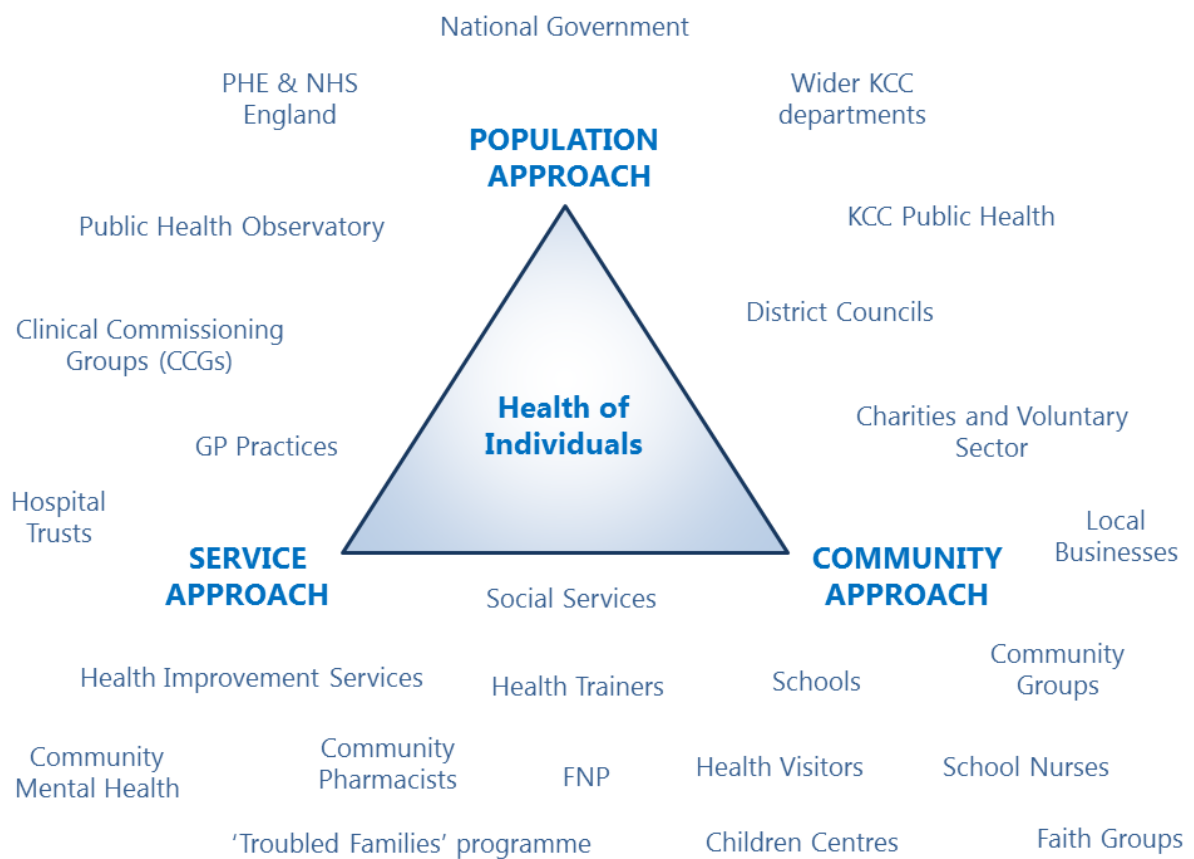 National Government
PHE & NHS
England
Wider KCC
departments
POPULATION
APPROACH
Public Health Observatory
KCC Public Health
Clinical Commissioning
Groups (CCGs)
District Councils
Health of
Individuals
GP Practices
Charities and Voluntary
Sector
Hospital
Trusts
Local
Businesses
SERVICE
APPROACH
COMMUNITY
APPROACH
Social Services
Health Improvement Services
Health Trainers
Schools
Community
Groups
Community
Mental Health
Community
Pharmacists
FNP
Health Visitors
School Nurses
‘Troubled Families’ programme
Children Centres
Faith Groups